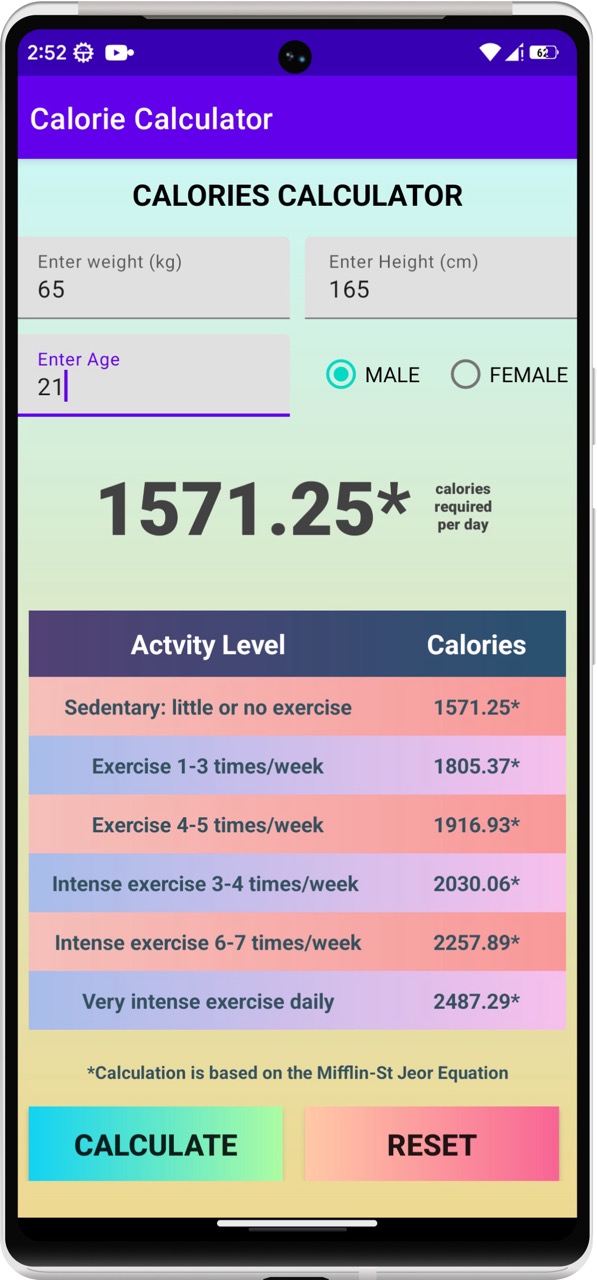 2:52 62
Calorie Calculator
CALORIES CALCULATOR
Enter weight (kg) Enter Height (cm)
65 165
Enter Age
21 MALE FEMALE
1571.25* calories
required
per day
Actvity Level Calories
Sedentary: little or no exercise 1571.25*
Exercise 1-3 times/week 1805.37*
Exercise 4-5 times/week 1916.93*
Intense exercise 3-4 times/week 2030.06*
Intense exercise 6-7 times/week 2257.89*
Very intense exercise daily 2487.29*
*Calculation is based on the Mifflin-St Jeor Equation
CALCULATE RESET